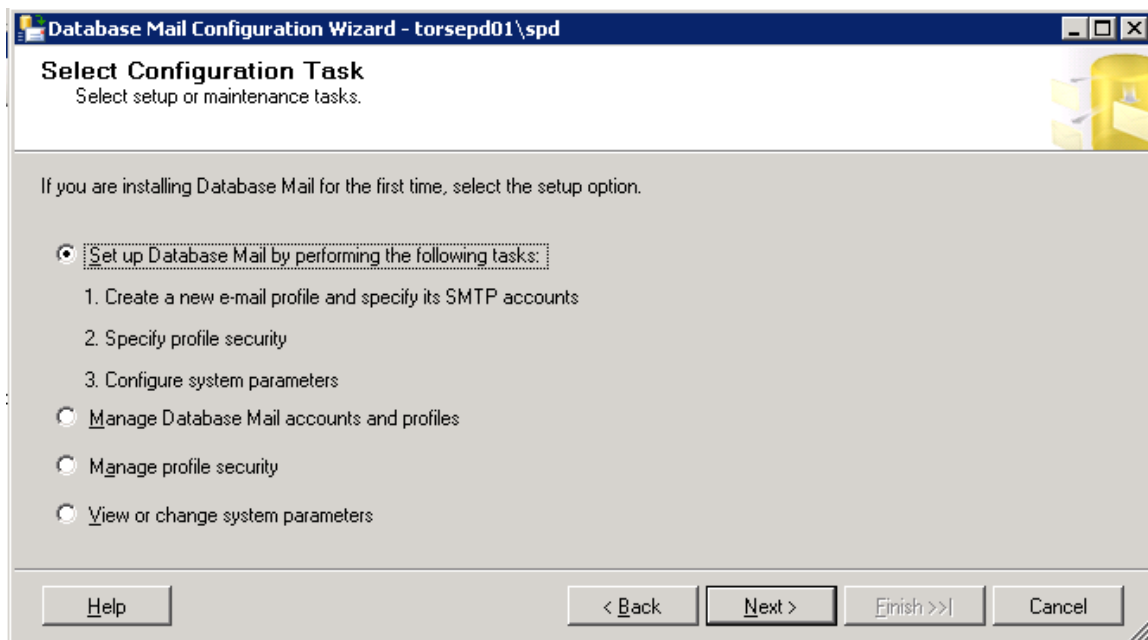 Database Mail Configuration Wizard - torsepd01\spd
Select Configuration Task
Select setup or maintenance tasks.
If you are installing Database Mail for the first time, select the setup option.
Set up Database Mail by performing the following tasks:
1. Create a new e-mail profile and specify its SMTP accounts
2. Specify profile security
3. Configure system parameters
Manage Database Mail accounts and profiles
Manage profile security
View or change system parameters
Help
< Back
Next >
Finish >>|
Cancel